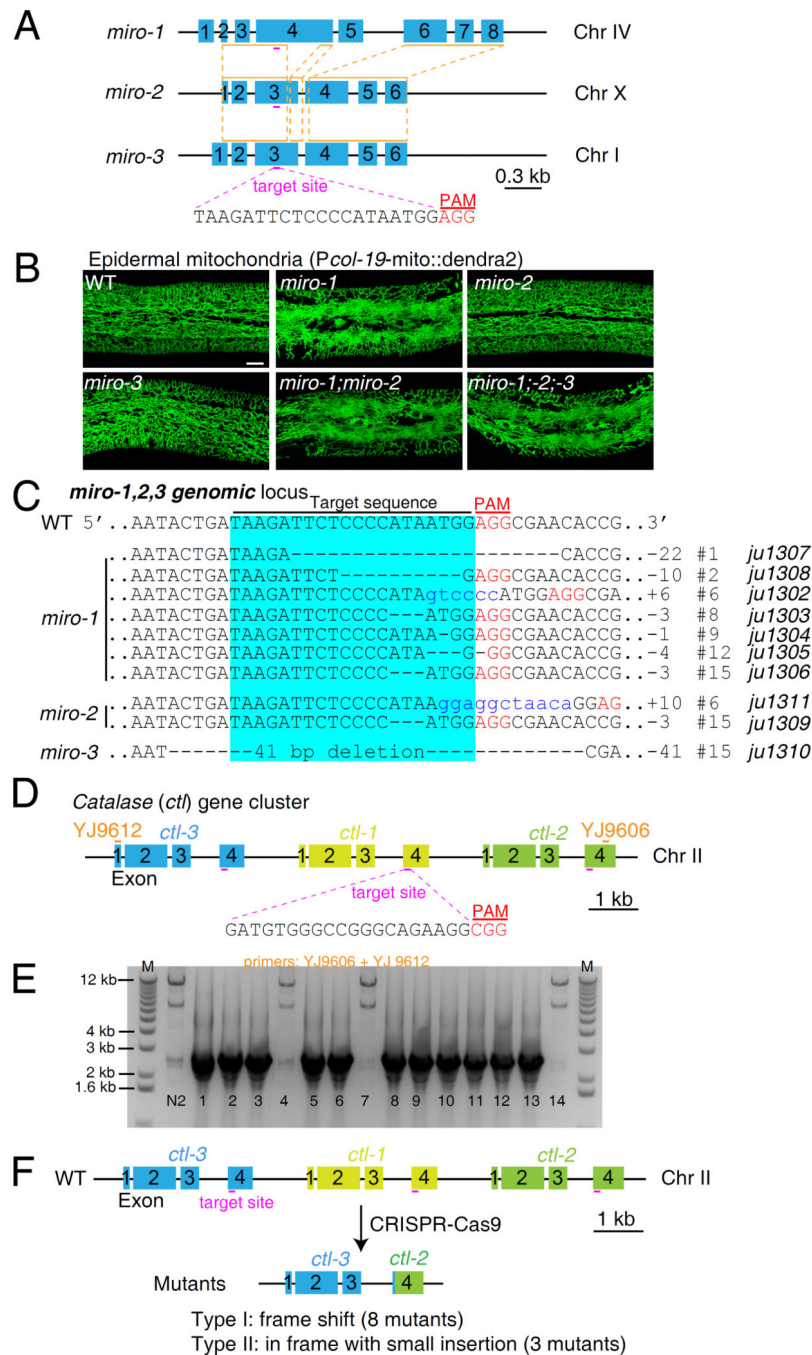 A
miro-1 1 2 3 4 5 6 7 8 Chr IV
miro-2 1 2 3 4 5 6 Chr X
miro-3 1 2 3 4 5 6 Chr I
target site
0.3 kb
PAM
TAAGATTCTCCCCATAATGGAGG
B
Epidermal mitochondria (Pcol-19-mito::dendra2)
WT miro-1 miro-2
miro-3 miro-1;miro-2 miro-1;-2;-3
C
miro-1,2,3 genomic locus
Target sequence PAM
WT 5′ ..AATACTGATAAGATTCTCCCCATAATGGAGGCGAACACCG..3′
..AATACTGATAAGA----------------------CACCG..-22 #1 ju1307
..AATACTGATAAGATTCT----------GAGGCGAACACCG..-10 #2 ju1308
miro-1
..AATACTGATAAGATTCTCCCCATAgtccccATGGAGGCGA..+6 #6 ju1302
..AATACTGATAAGATTCTCCCC---ATGGAGGCGAACACCG..-3 #8 ju1303
..AATACTGATAAGATTCTCCCCATAA-GGAGGCGAACACCG..-1 #9 ju1304
..AATACTGATAAGATTCTCCCCATA---G-GGCGAACACCG..-4 #12 ju1305
..AATACTGATAAGATTCTCCCC---ATGGAGGCGAACACCG..-3 #15 ju1306
miro-2
..AATACTGATAAGATTCTCCCCATAAggaggctaacaGGAG..+10 #6 ju1311
..AATACTGATAAGATTCTCCCC---ATGGAGGCGAACACCG..-3 #15 ju1309
miro-3 ..AAT-------41 bp deletion-------------CGA..-41 #15 ju1310
D
Catalase (ctl) gene cluster
YJ9612 ctl-3 ctl-1 ctl-2 YJ9606
1 2 3 4 1 2 3 4 1 2 3 4 Chr II
Exon
target site
1 kb
PAM
GATGTGGGCCGGGCAGAAGGCGG
E
primers: YJ9606 + YJ 9612
M M
12 kb
4 kb
3 kb
2 kb
1.6 kb
N2 1 2 3 4 5 6 7 8 9 10 11 12 13 14
F
ctl-3 ctl-1 ctl-2
WT 1 2 3 4 1 2 3 4 1 2 3 4 Chr II
Exon target site
1 kb
CRISPR-Cas9
ctl-3 ctl-2
Mutants 1 2 3 4
Type I: frame shift (8 mutants)
Type II: in frame with small insertion (3 mutants)